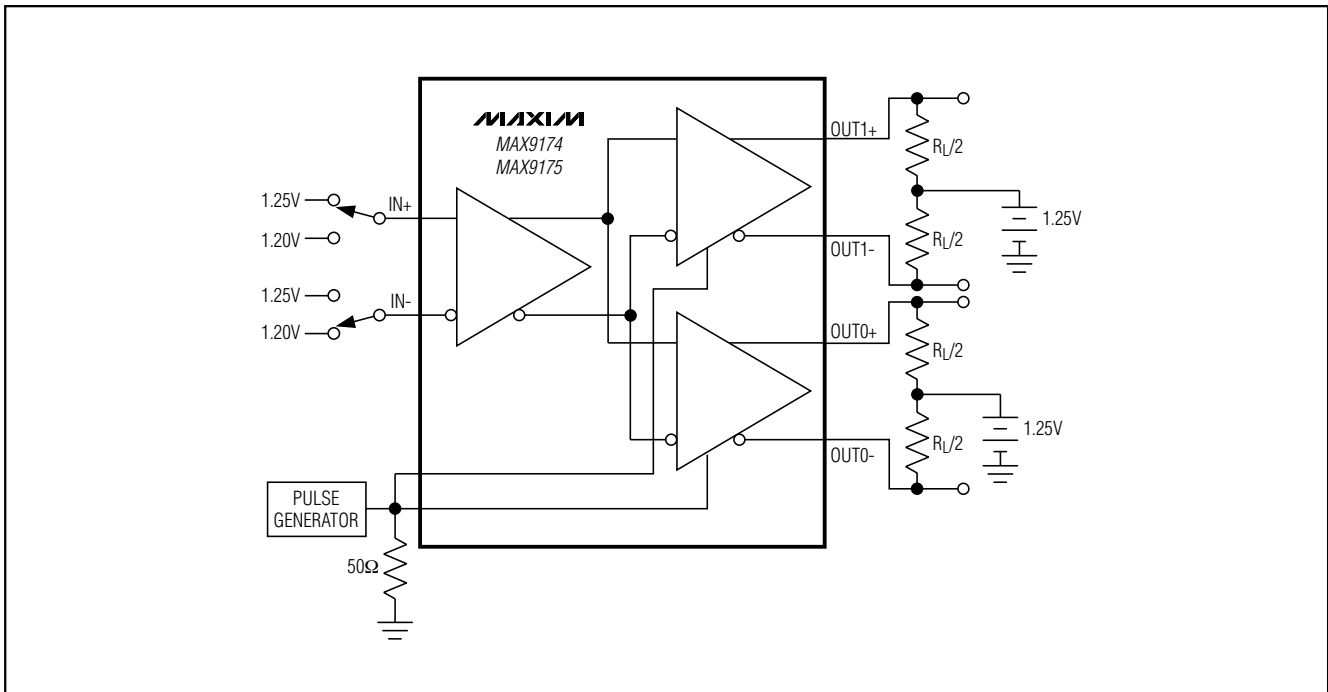 MAXIM
MAX9174
MAX9175
1.25V
IN+
1.20V
1.25V
IN-
1.20V
OUT1+
RL/2
1.25V
RL/2
OUT1-
OUT0+
RL/2
1.25V
RL/2
OUT0-
PULSE
GENERATOR
50Ω